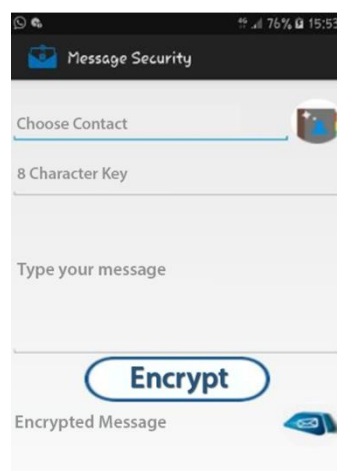 76% 15:53
Message Security
Choose Contact
8 Character Key
Type your message
Encrypt
Encrypted Message